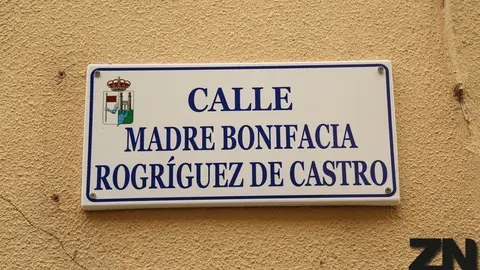 CALLE
MADRE BONIFACIA
ROGRÍGUEZ DE CASTRO
ZN